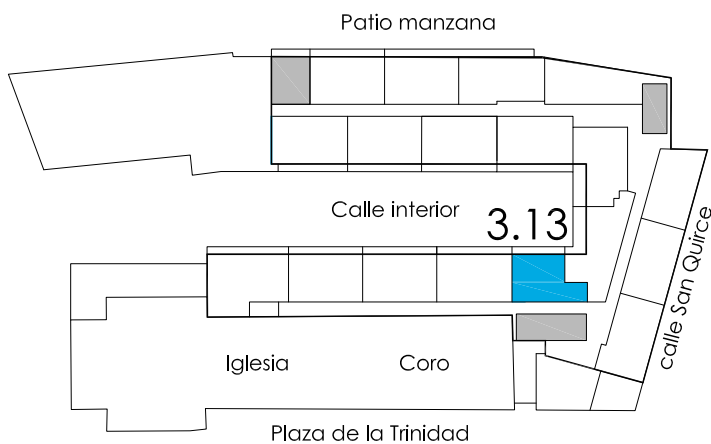 Patio manzana
Calle interior
3.13
calle San Quirce
Iglesia
Coro
Plaza de la Trinidad